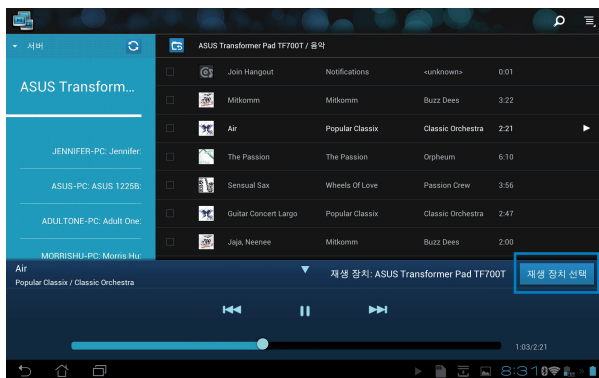 서버
ASUS Transformer Pad TF700T / 음악
ASUS Transform...
JENNIFER-PC: Jennifer:
ASUS-PC: ASUS 1225B:
ADULTONE-PC: Adult One:
MORRISHU-PC: Morris Hu:
Join Hangout Notifications <unknown> 0:01
Mitkomm Mitkomm Buzz Dees 3:22
Air Popular Classix Classic Orchestra 2:21
The Passion The Passion Orpheum 6:10
Sensual Sax Wheels Of Love Passion Crew 3:56
Guitar Concert Largo Popular Classix Classic Orchestra 2:47
Jaja, Neenee Mitkomm Buzz Dees 2:00
Air
Popular Classix / Classic Orchestra
재생 장치: ASUS Transformer Pad TF700T
재생 장치 선택
1:03/2:21
8:31